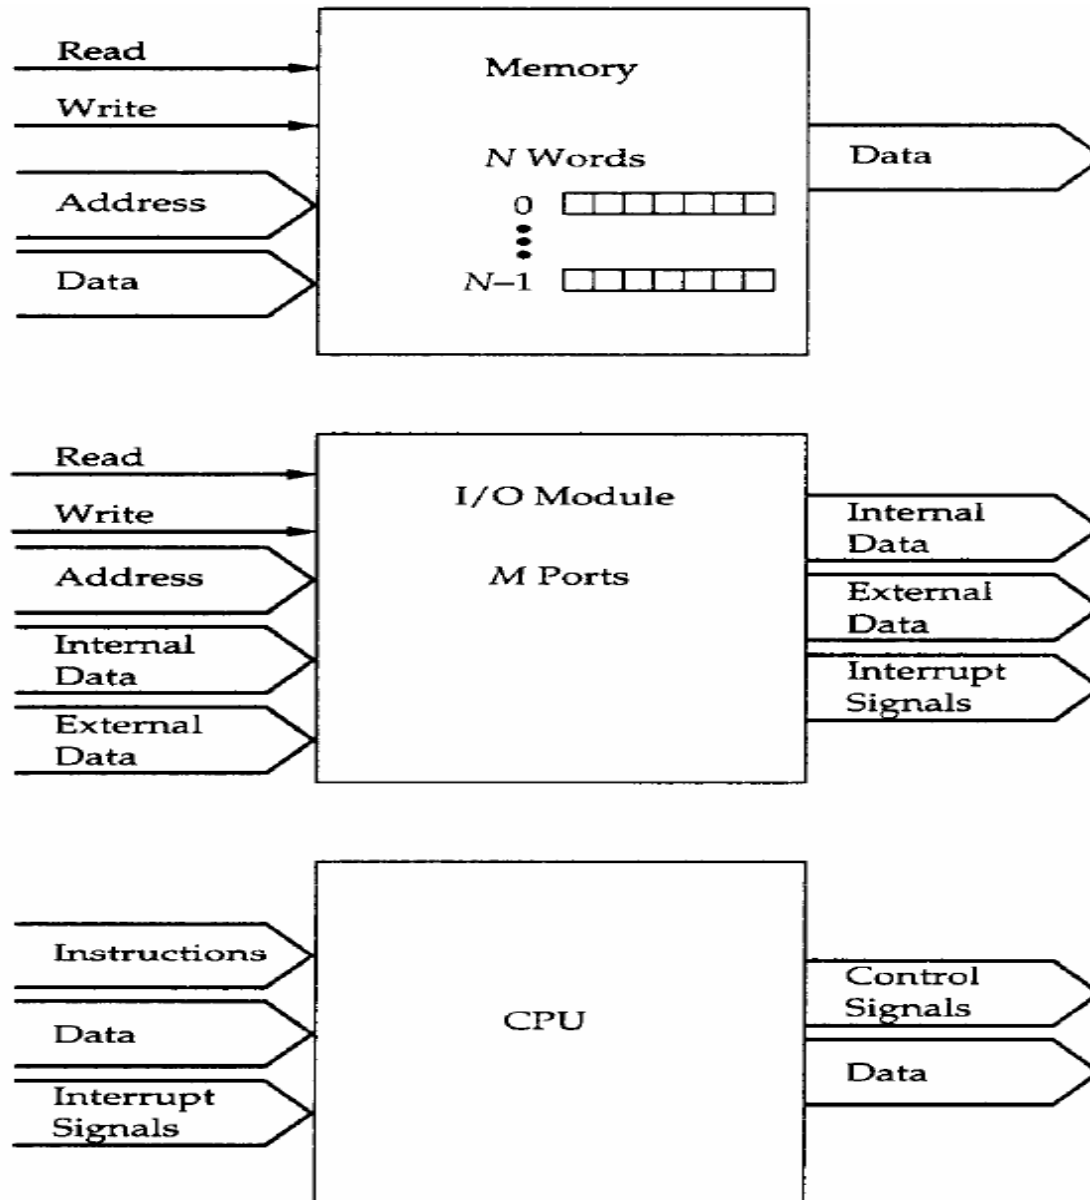 Read
Memory
Write
N Words
Data
Address
0
Data
N–1
Read
I/O Module
Write
Internal
Data
Address
M Ports
External
Data
Internal
Data
Interrupt
Signals
External
Data
Instructions
Control
Signals
CPU
Data
Data
Interrupt
Signals